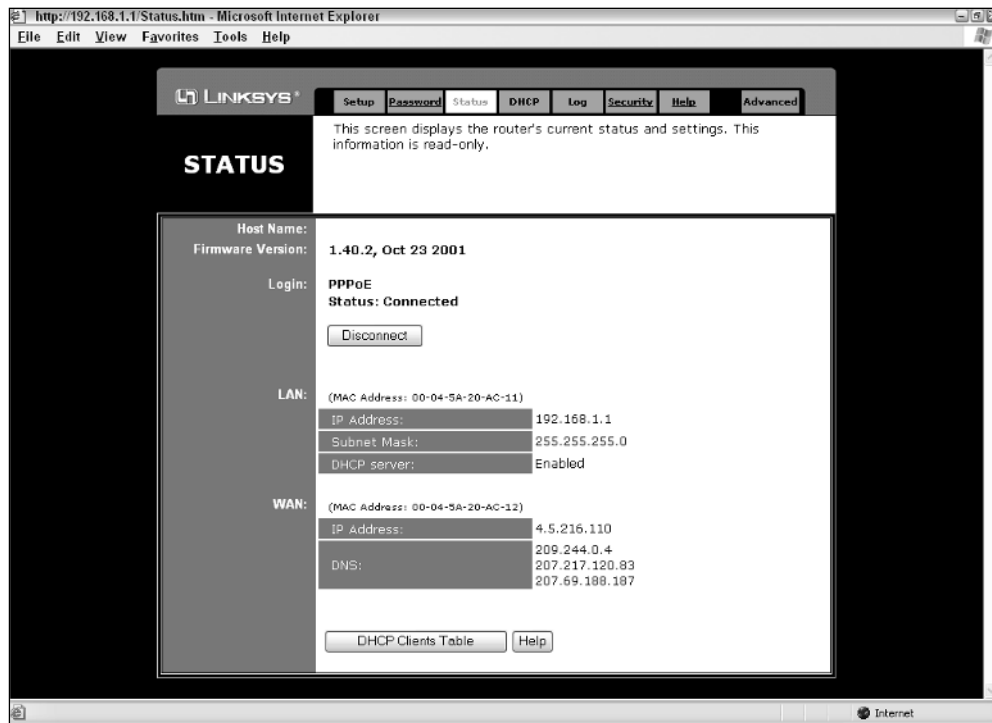 http://192.168.1.1/Status.htm - Microsoft Internet Explorer
File Edit View Favorites Tools Help
LINKSYS®
Setup Password Status DHCP Log Security Help Advanced
STATUS
This screen displays the router's current status and settings. This
information is read-only.
Host Name:
Firmware Version: 1.40.2, Oct 23 2001
Login: PPPoE
Status: Connected
Disconnect
LAN: (MAC Address: 00-04-5A-20-AC-11)
IP Address: 192.168.1.1
Subnet Mask: 255.255.255.0
DHCP server: Enabled
WAN: (MAC Address: 00-04-5A-20-AC-12)
IP Address: 4.5.216.110
DNS: 209.244.0.4
207.217.120.83
207.69.188.187
DHCP Clients Table Help
Internet